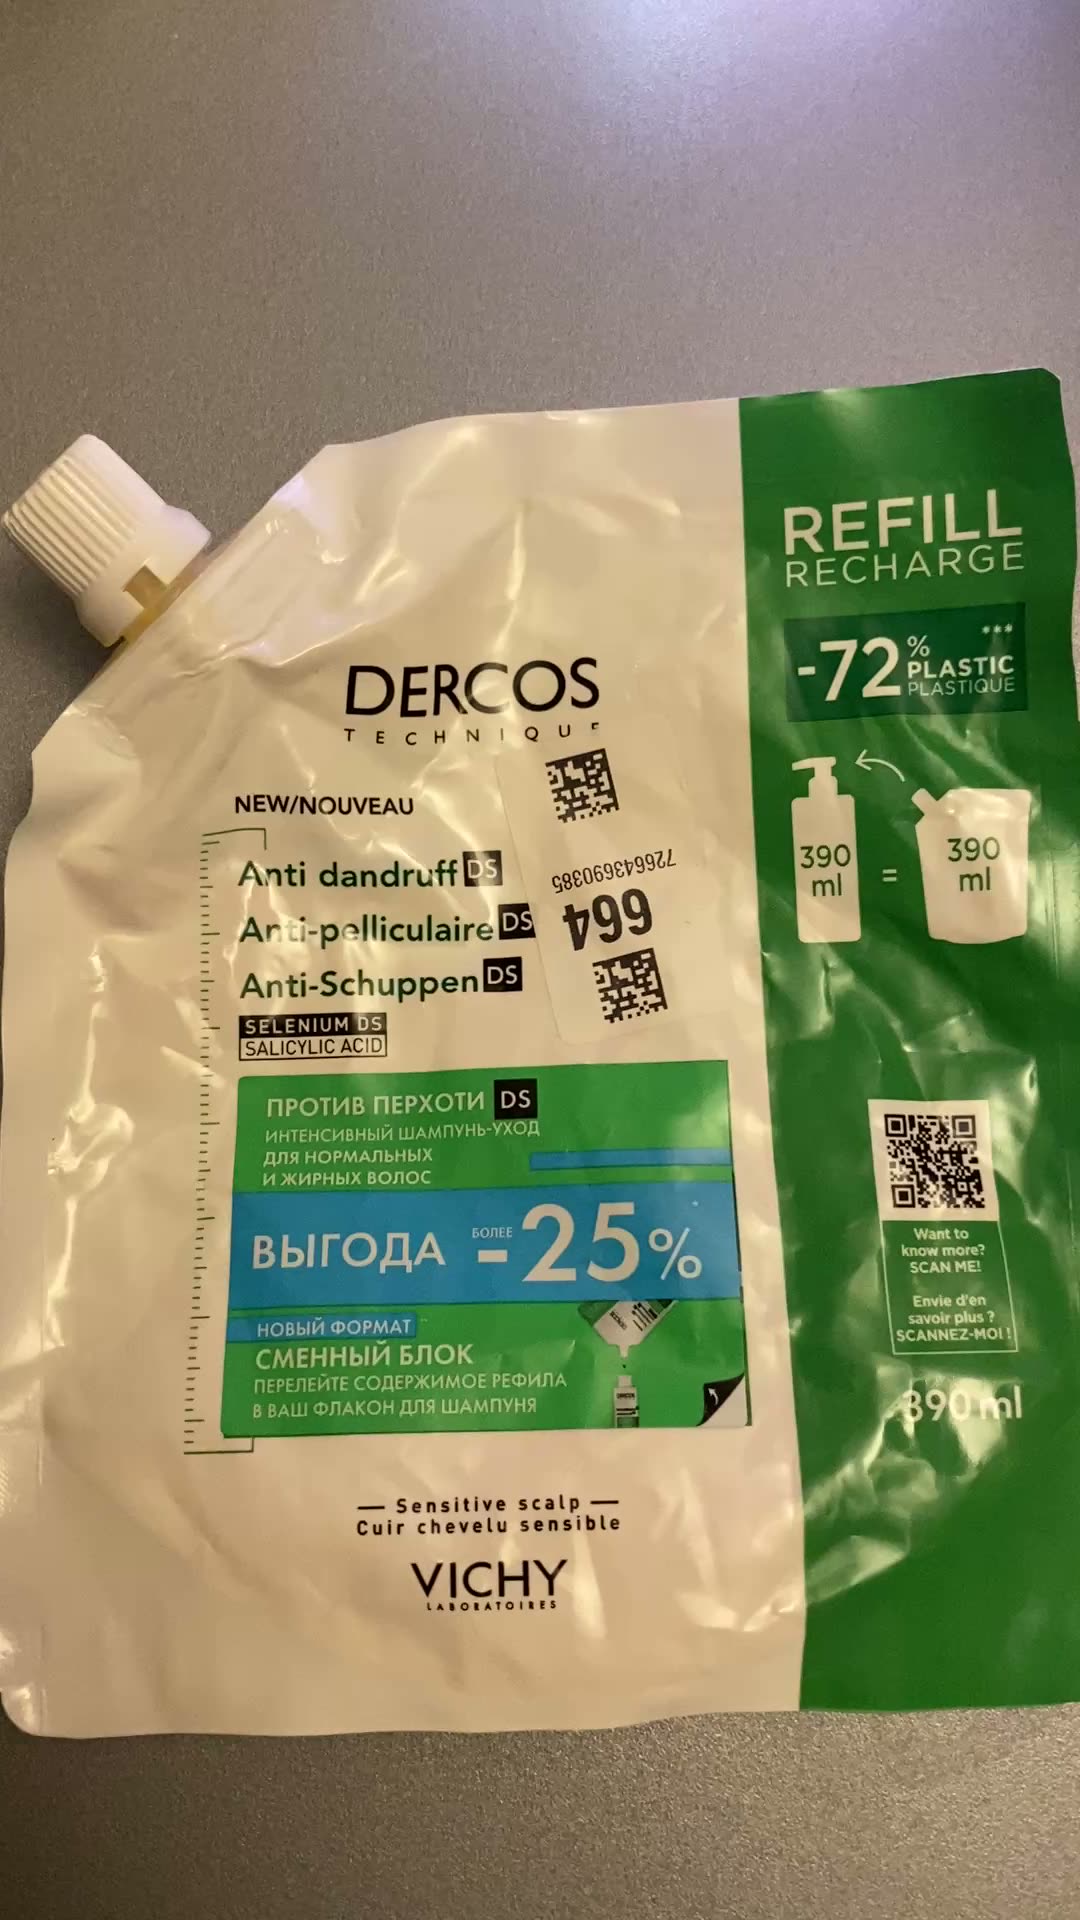 DERCOS
TECHNIQUE
NEW/NOUVEAU
Anti dandruff DS
Anti-pelliculaire DS
Anti-Schuppen DS
SELENIUM DS
SALICYLIC ACID
726643690385
664
ПРОТИВ ПЕРХОТИ DS
ИНТЕНСИВНЫЙ ШАМПУНЬ-УХОД
ДЛЯ НОРМАЛЬНЫХ
И ЖИРНЫХ ВОЛОС
ВЫГОДА БОЛЕЕ -25%*
НОВЫЙ ФОРМАТ
СМЕННЫЙ БЛОК
ПЕРЕЛЕЙТЕ СОДЕРЖИМОЕ РЕФИЛА
В ВАШ ФЛАКОН ДЛЯ ШАМПУНЯ
— Sensitive scalp —
Cuir chevelu sensible
VICHY
LABORATOIRES
REFILL
RECHARGE
-72% PLASTIC***
PLASTIQUE
390 ml = 390 ml
Want to
know more?
SCAN ME!
Envie d'en
savoir plus ?
SCANNEZ-MOI !
390 ml